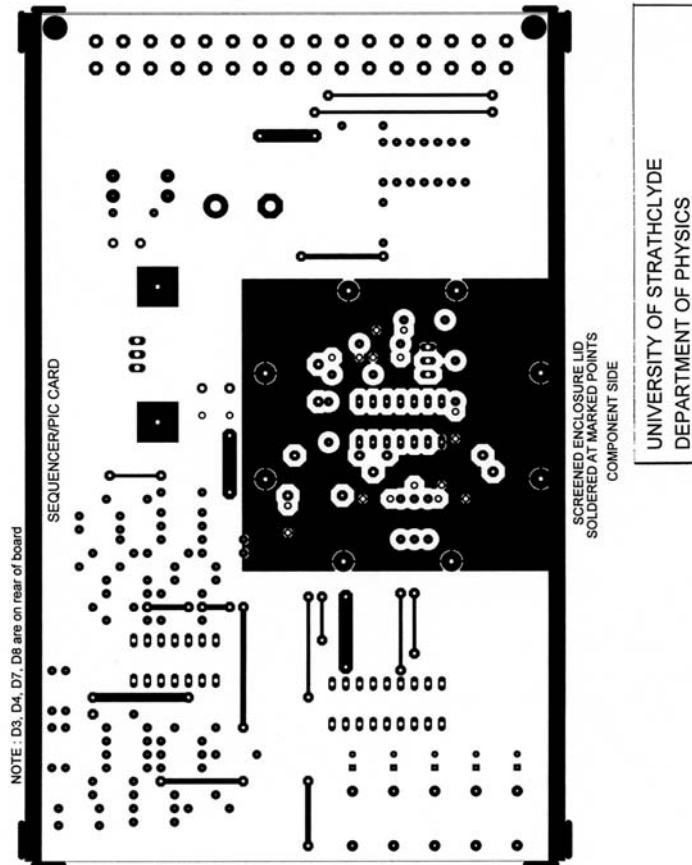 NOTE : D3, D4, D7, D8 are on rear of board
SEQUENCER/PIC CARD
SCREENED ENCLOSURE LID
SOLDERED AT MARKED POINTS
COMPONENT SIDE
UNIVERSITY OF STRATHCLYDE
DEPARTMENT OF PHYSICS